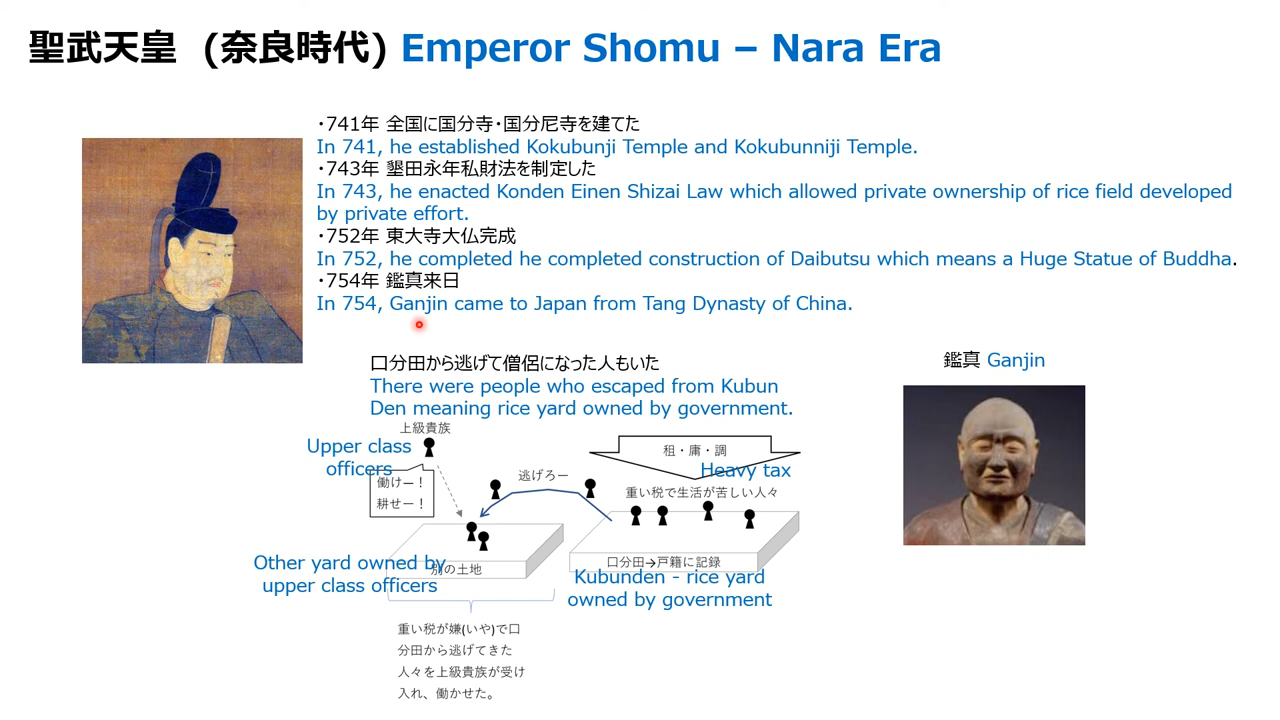 聖武天皇 (奈良時代) Emperor Shomu – Nara Era
・741年 全国に国分寺・国分尼寺を建てた
In 741, he established Kokubunji Temple and Kokubunniji Temple.
・743年 墾田永年私財法を制定した
In 743, he enacted Konden Einen Shizai Law which allowed private ownership of rice field developed
by private effort.
・752年 東大寺大仏完成
In 752, he completed he completed construction of Daibutsu which means a Huge Statue of Buddha.
・754年 鑑真来日
In 754, Ganjin came to Japan from Tang Dynasty of China.
鑑真 Ganjin
口分田から逃げて僧侶になった人もいた
There were people who escaped from Kubun
Den meaning rice yard owned by government.
上級貴族
Upper class
officers
働けー！
耕せー！
逃げろー
租・庸・調
Heavy tax
重い税で生活が苦しい人々
Other yard owned by
upper class officers
別の土地
口分田→戸籍に記録
Kubunden - rice yard
owned by government
重い税が嫌(いや)で口
分田から逃げてきた
人々を上級貴族が受け
入れ、働かせた。